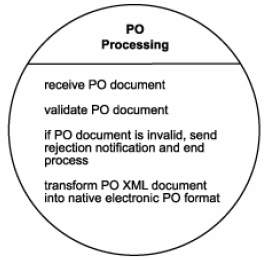 PO
Processing
receive PO document
validate PO document
if PO document is invalid, send
rejection notification and end
process
transform PO XML document
into native electronic PO format